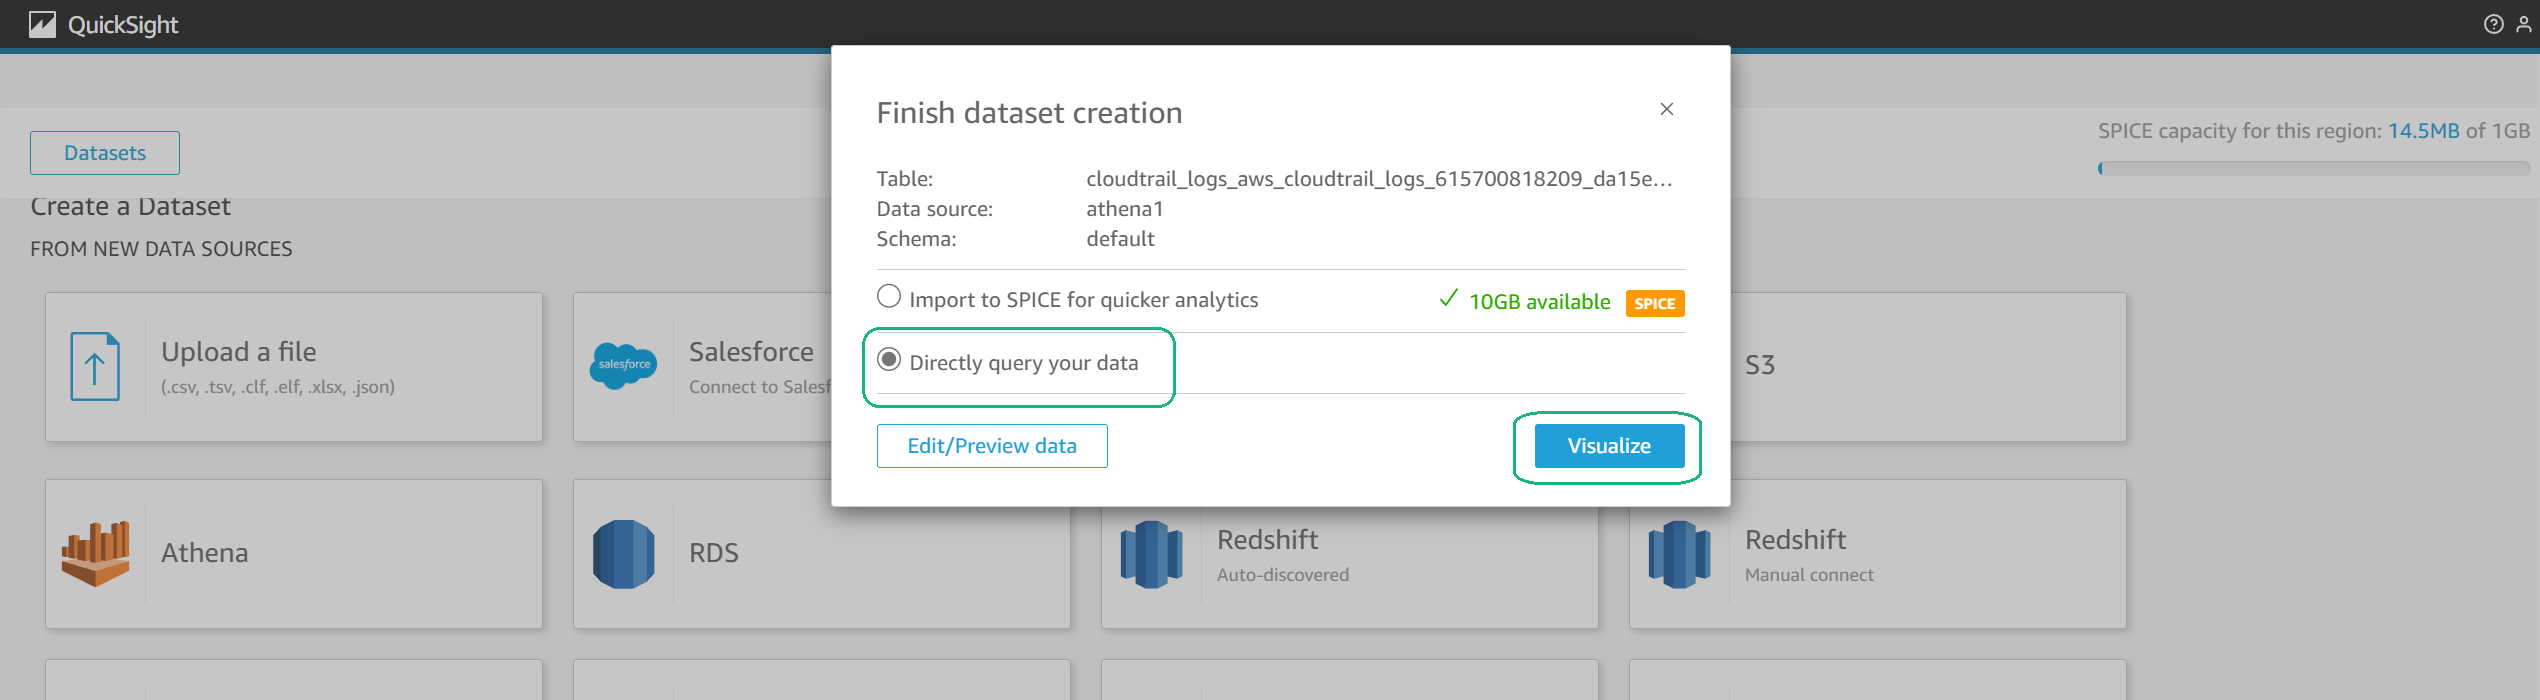 QuickSight
Datasets
SPICE capacity for this region: 14.5MB of 1GB
Create a Dataset
FROM NEW DATA SOURCES
Finish dataset creation
Table: cloudtrail_logs_aws_cloudtrail_logs_615700818209_da15e...
Data source: athena1
Schema: default
Import to SPICE for quicker analytics 10GB available SPICE
Directly query your data
Edit/Preview data Visualize
Upload a file
(.csv, .tsv, .clf, .elf, .xlsx, .json)
salesforce
Salesforce
Connect to Salesf
S3
Athena
RDS
Redshift
Auto-discovered
Redshift
Manual connect